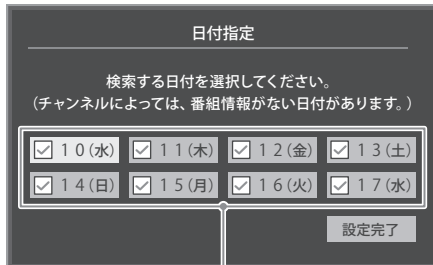 日付指定
検索する日付を選択してください。
（チャンネルによっては、番組情報がない日付があります。）
１０(水) １１(木) １２(金) １３(土)
１４(日) １５(月) １６(火) １７(水)
設定完了